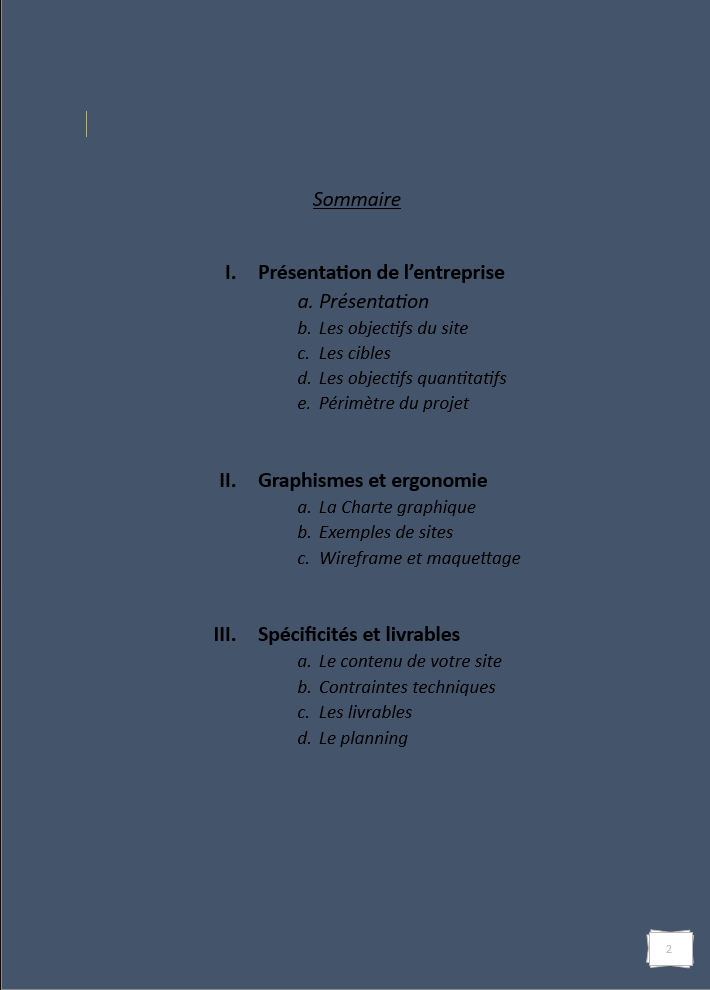 Sommaire
I. Présentation de l’entreprise
a. Présentation
b. Les objectifs du site
c. Les cibles
d. Les objectifs quantitatifs
e. Périmètre du projet
II. Graphismes et ergonomie
a. La Charte graphique
b. Exemples de sites
c. Wireframe et maquettage
III. Spécificités et livrables
a. Le contenu de votre site
b. Contraintes techniques
c. Les livrables
d. Le planning
2